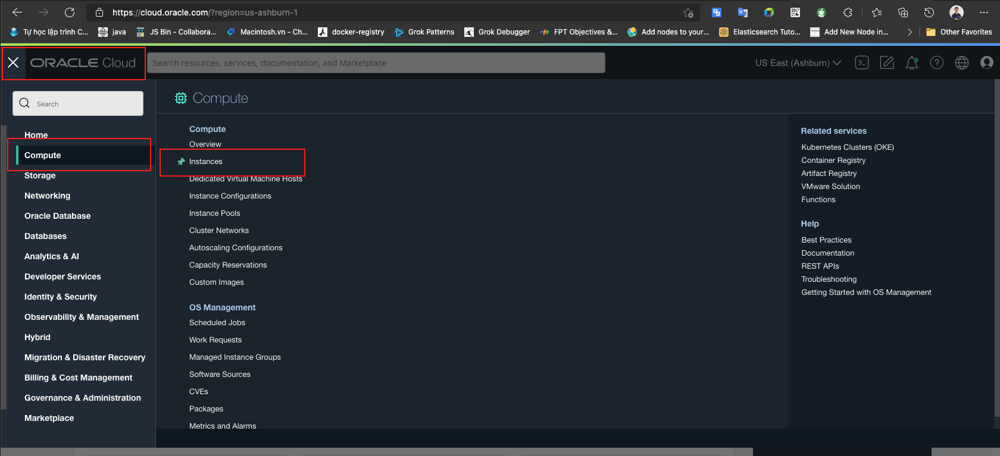 https://cloud.oracle.com/?region=us-ashburn-1
Tự học lập trình C...
java
JS Bin - Collabora...
Macintosh.vn - Ch...
docker-registry
Grok Patterns
Grok Debugger
FPT Objectives &...
Add nodes to your...
Elasticsearch Tuto...
Add New Node in...
Other Favorites
ORACLE Cloud
Search resources, services, documentation, and Marketplace
US East (Ashburn)
Search
Home
Compute
Storage
Networking
Oracle Database
Databases
Analytics & AI
Developer Services
Identity & Security
Observability & Management
Hybrid
Migration & Disaster Recovery
Billing & Cost Management
Governance & Administration
Marketplace
Compute
Compute
Overview
Instances
Dedicated Virtual Machine Hosts
Instance Configurations
Instance Pools
Cluster Networks
Autoscaling Configurations
Capacity Reservations
Custom Images
OS Management
Scheduled Jobs
Work Requests
Managed Instance Groups
Software Sources
CVEs
Packages
Metrics and Alarms
Related services
Kubernetes Clusters (OKE)
Container Registry
Artifact Registry
VMware Solution
Functions
Help
Best Practices
Documentation
REST APIs
Troubleshooting
Getting Started with OS Management